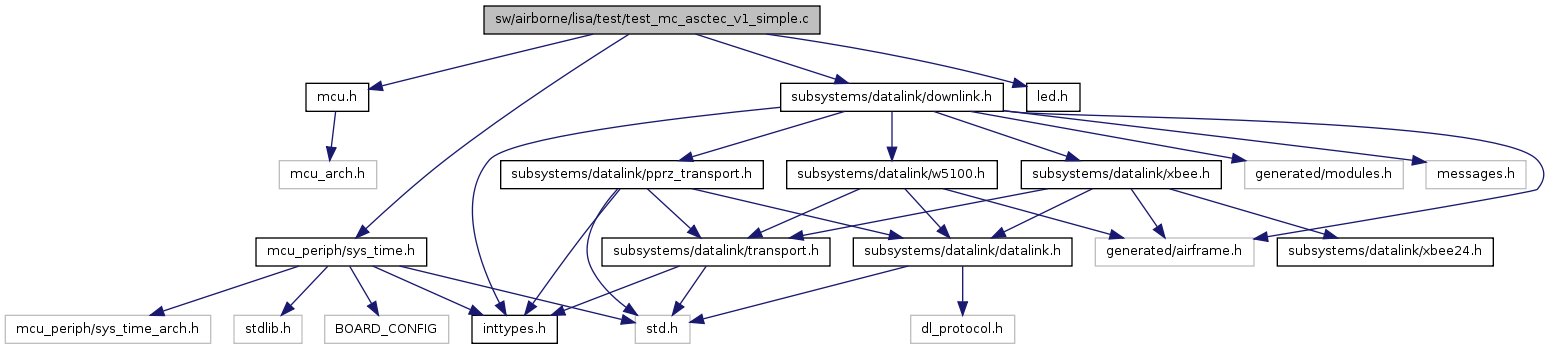 sw/airborne/lisa/test/test_mc_asctec_v1_simple.c
mcu.h
subsystems/datalink/downlink.h
led.h
mcu_arch.h
subsystems/datalink/pprz_transport.h
subsystems/datalink/w5100.h
subsystems/datalink/xbee.h
generated/modules.h
messages.h
mcu_periph/sys_time.h
subsystems/datalink/transport.h
subsystems/datalink/datalink.h
generated/airframe.h
subsystems/datalink/xbee24.h
mcu_periph/sys_time_arch.h
stdlib.h
BOARD_CONFIG
inttypes.h
std.h
dl_protocol.h